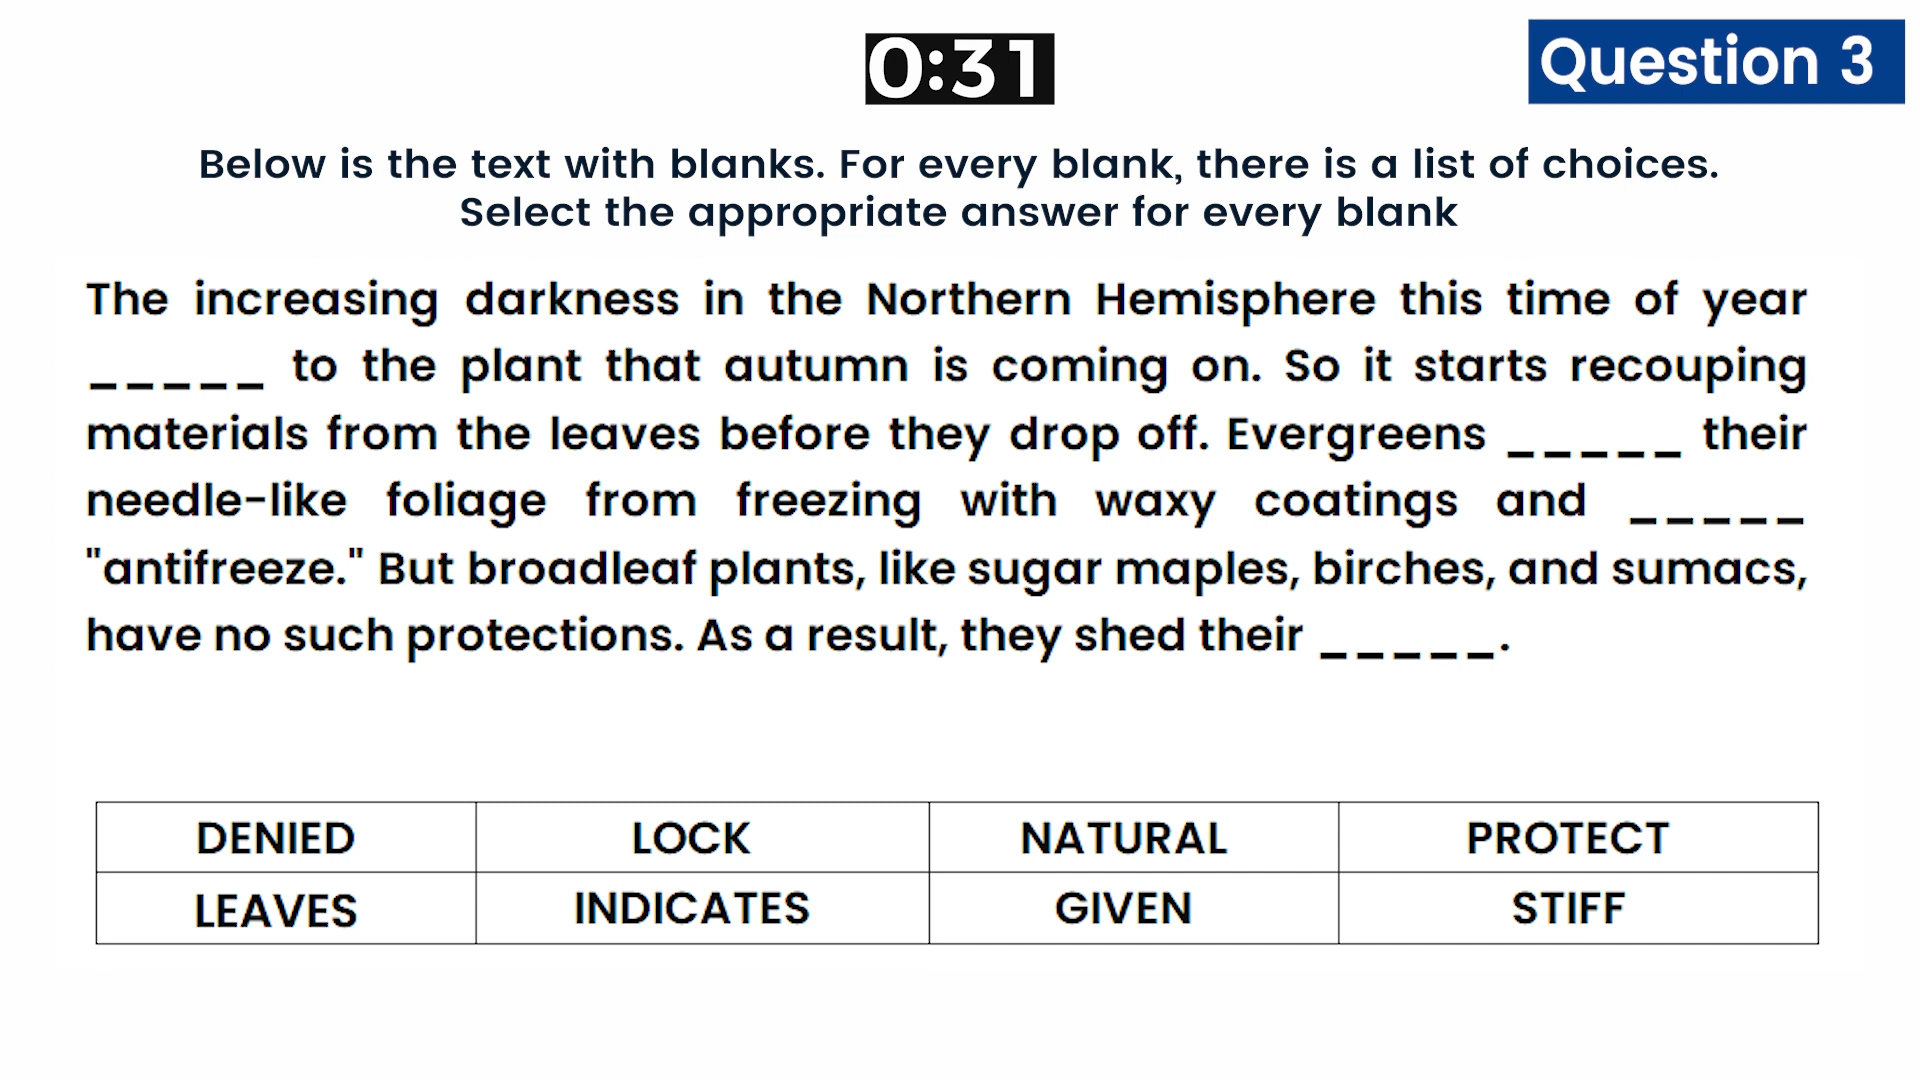 0:31
Question 3
Below is the text with blanks. For every blank, there is a list of choices.
Select the appropriate answer for every blank
The increasing darkness in the Northern Hemisphere this time of year
_____ to the plant that autumn is coming on. So it starts recouping
materials from the leaves before they drop off. Evergreens _____ their
needle-like foliage from freezing with waxy coatings and _____
"antifreeze." But broadleaf plants, like sugar maples, birches, and sumacs,
have no such protections. As a result, they shed their _____.
DENIED LOCK NATURAL PROTECT
LEAVES INDICATES GIVEN STIFF